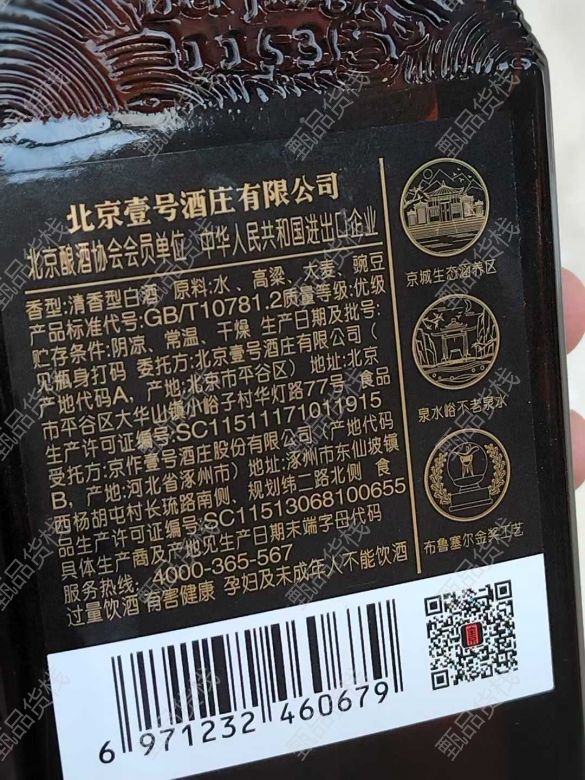 北京壹号酒庄有限公司
北京酿酒协会会员单位 中华人民共和国进出口企业
香型:清香型白酒 原料:水、高粱、大麦、豌豆
产品标准代号:GB/T10781.2质量等级:优级
贮存条件:阴凉、常温、干燥 生产日期及批号:
见瓶身打码 委托方:北京壹号酒庄有限公司(
产地代码A, 产地:北京市平谷区) 地址:北京
市平谷区大华山镇小峪子村华灯路77号 食品
生产许可证编号:SC11511171011915
受托方:京作壹号酒庄股份有限公司(产地代码
B, 产地:河北省涿州市) 地址:涿州市东仙坡镇
西杨胡屯村长琉路南侧、规划纬二路北侧 食
品生产许可证编号:SC11513068100655
具体生产商及产地见生产日期末端字母代码
服务热线: 4000-365-567
过量饮酒 有害健康 孕妇及未成年人不能饮酒
京城生态涵养区
泉水峪不老泉水
布鲁塞尔金奖工艺
6 971232 460679
甄品货栈